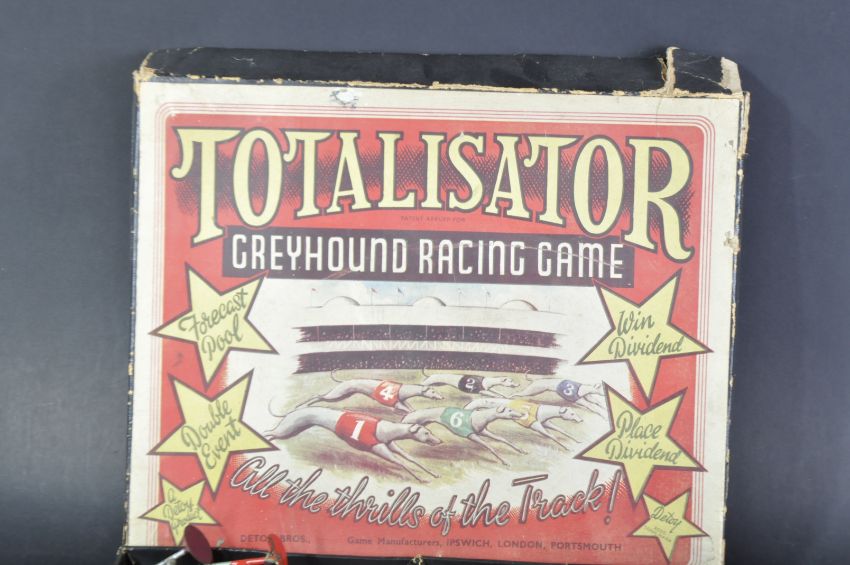 TOTALISATOR
PATENT APPLIED FOR
GREYHOUND RACING GAME
Forecast
Pool
Win
Dividend
4
2
3
1
6
5
Double
Event
Place
Dividend
All the thrills of the Track!
A
Detoy
Product
Detoy
DETOY BROS., Game Manufacturers, IPSWICH, LONDON, PORTSMOUTH